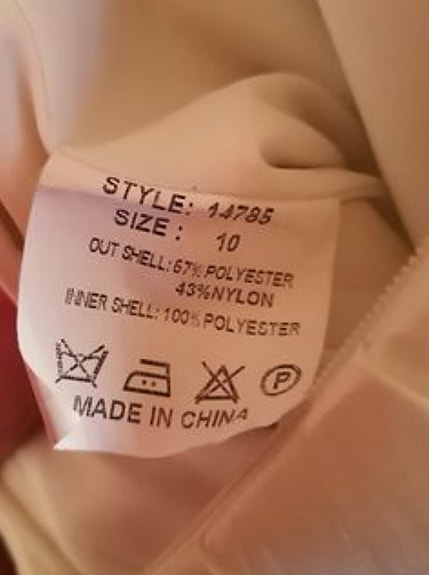 STYLE: 14785
SIZE: 10
OUT SHELL: 67% POLYESTER
43%NYLON
INNER SHELL: 100% POLYESTER
P
MADE IN CHINA